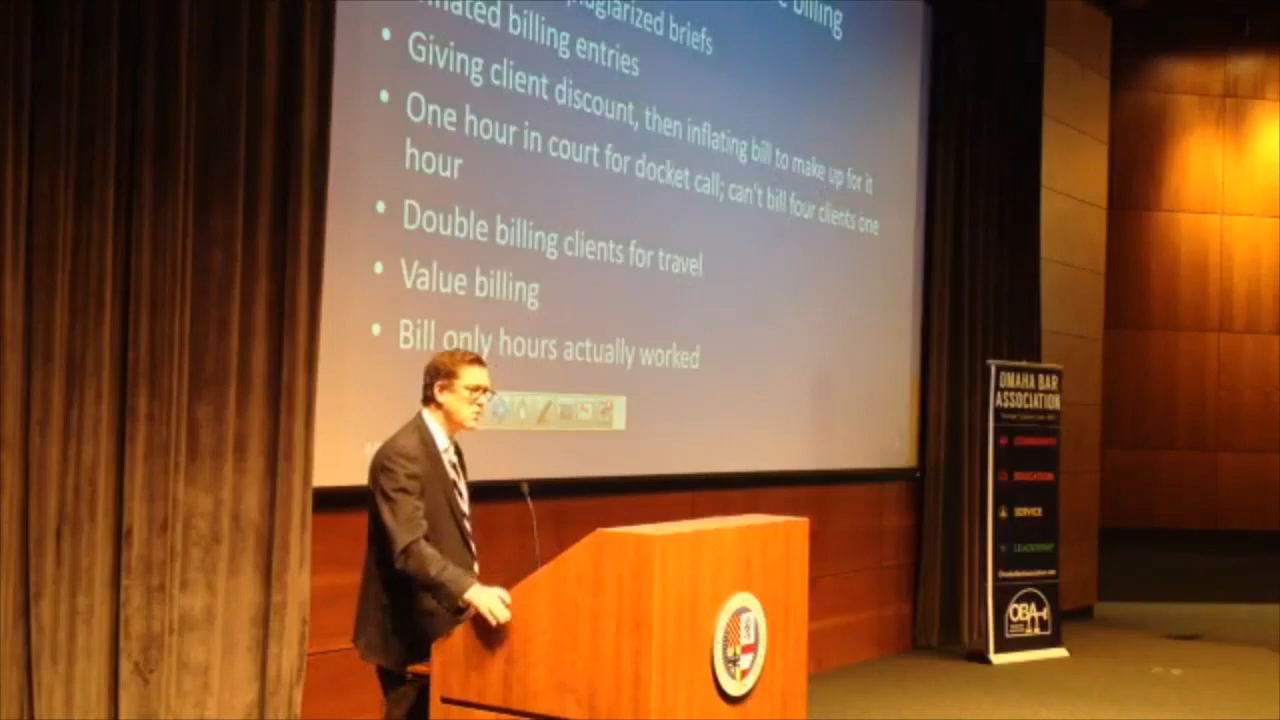 billing
plagiarized briefs
billing entries
• Giving client discount, then inflating bill to make up for it
• One hour in court for docket call; can't bill four clients one
hour
• Double billing clients for travel
• Value billing
• Bill only hours actually worked
OMAHA BAR
ASSOCIATION
COMMUNITY
EDUCATION
SERVICE
LEADERSHIP
OBA